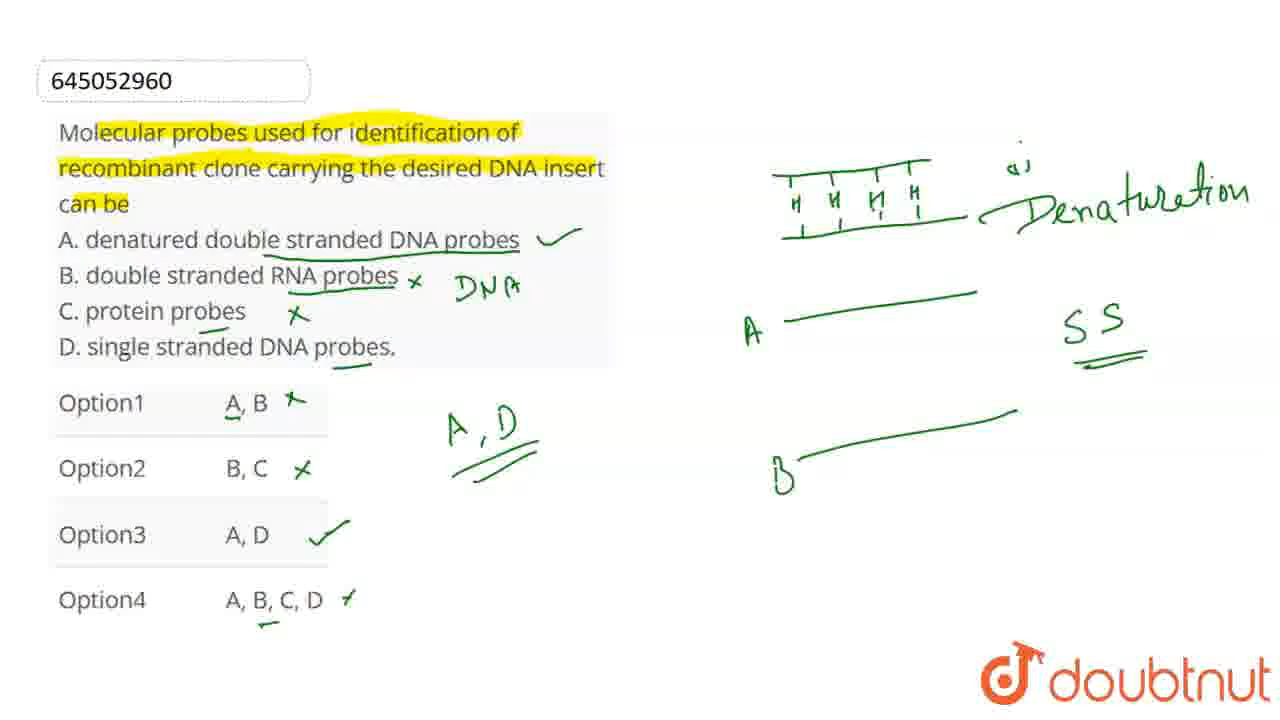 645052960
Molecular probes used for identification of
recombinant clone carrying the desired DNA insert
can be
A. denatured double stranded DNA probes
B. double stranded RNA probes × DNA
C. protein probes ×
D. single stranded DNA probes.
Option1 A, B ×
Option2 B, C ×
Option3 A, D
Option4 A, B, C, D ×
A, D
H H H H
Denaturation
A
SS
B
doubtnut